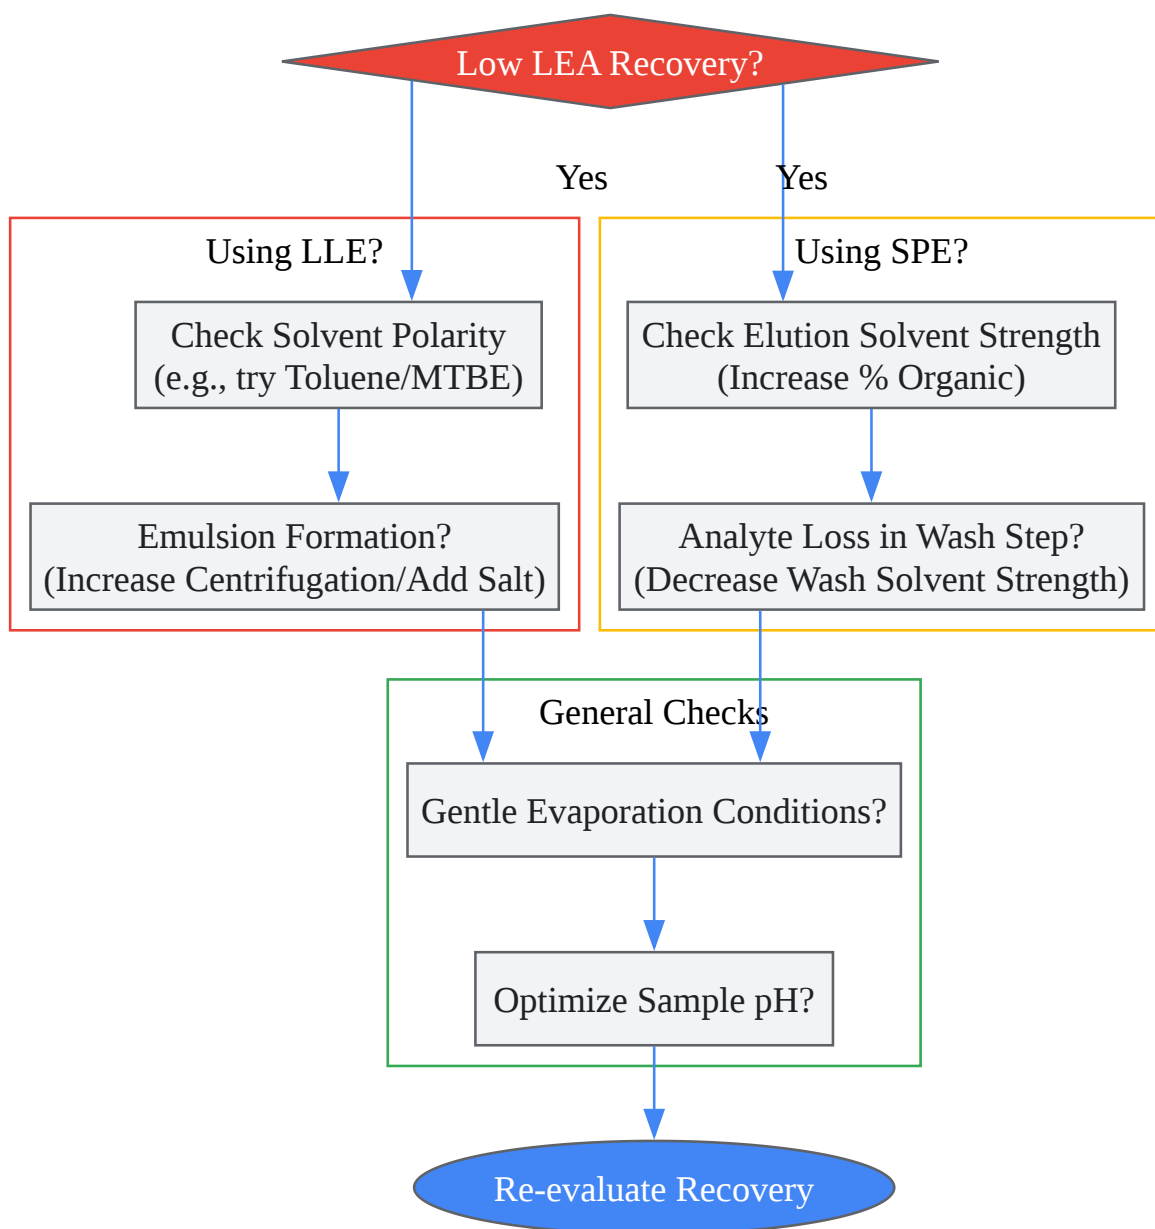 Low LEA Recovery?
Yes
Yes
Using LLE?
Check Solvent Polarity
(e.g., try Toluene/MTBE)
Emulsion Formation?
(Increase Centrifugation/Add Salt)
Using SPE?
Check Elution Solvent Strength
(Increase % Organic)
Analyte Loss in Wash Step?
(Decrease Wash Solvent Strength)
General Checks
Gentle Evaporation Conditions?
Optimize Sample pH?
Re-evaluate Recovery